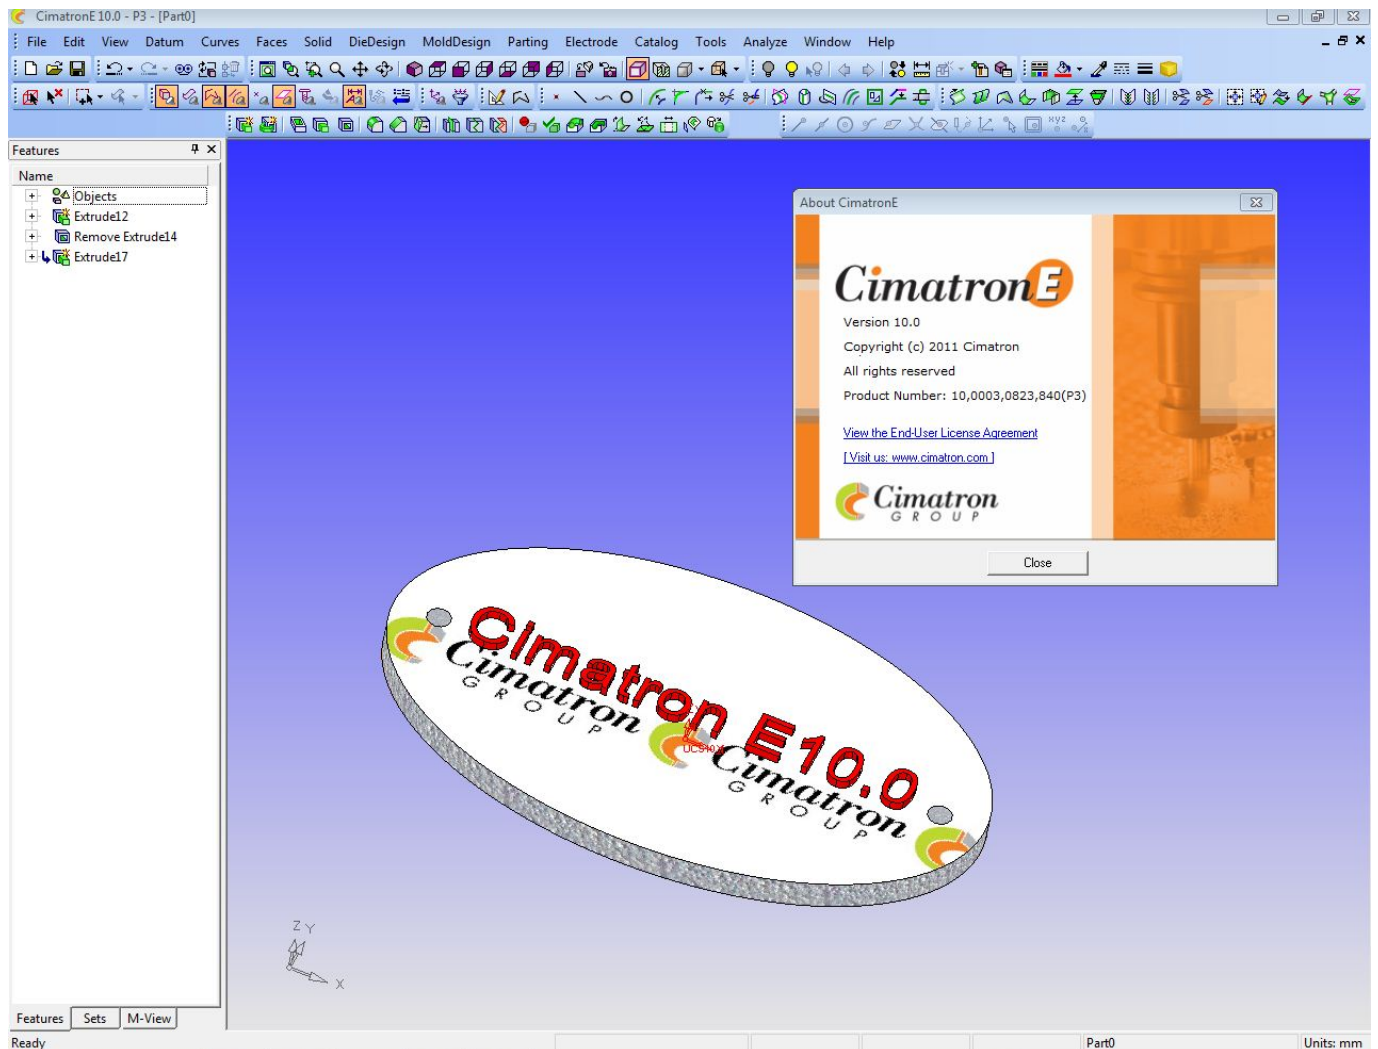 CimatronE 10.0 - P3 - [Part0]
File Edit View Datum Curves Faces Solid DieDesign MoldDesign Parting Electrode Catalog Tools Analyze Window Help
Features
Name
Objects
Extrude12
Remove Extrude14
Extrude17
About CimatronE
CimatronE
Version 10.0
Copyright (c) 2011 Cimatron
All rights reserved
Product Number: 10,0003,0823,840(P3)
View the End-User License Agreement
[ Visit us: www.cimatron.com ]
Cimatron
GROUP
Close
Cimatron E10.0
Cimatron
GROUP
Cimatron
GROUP
Z Y
X
Features Sets M-View
Ready Part0 Units: mm